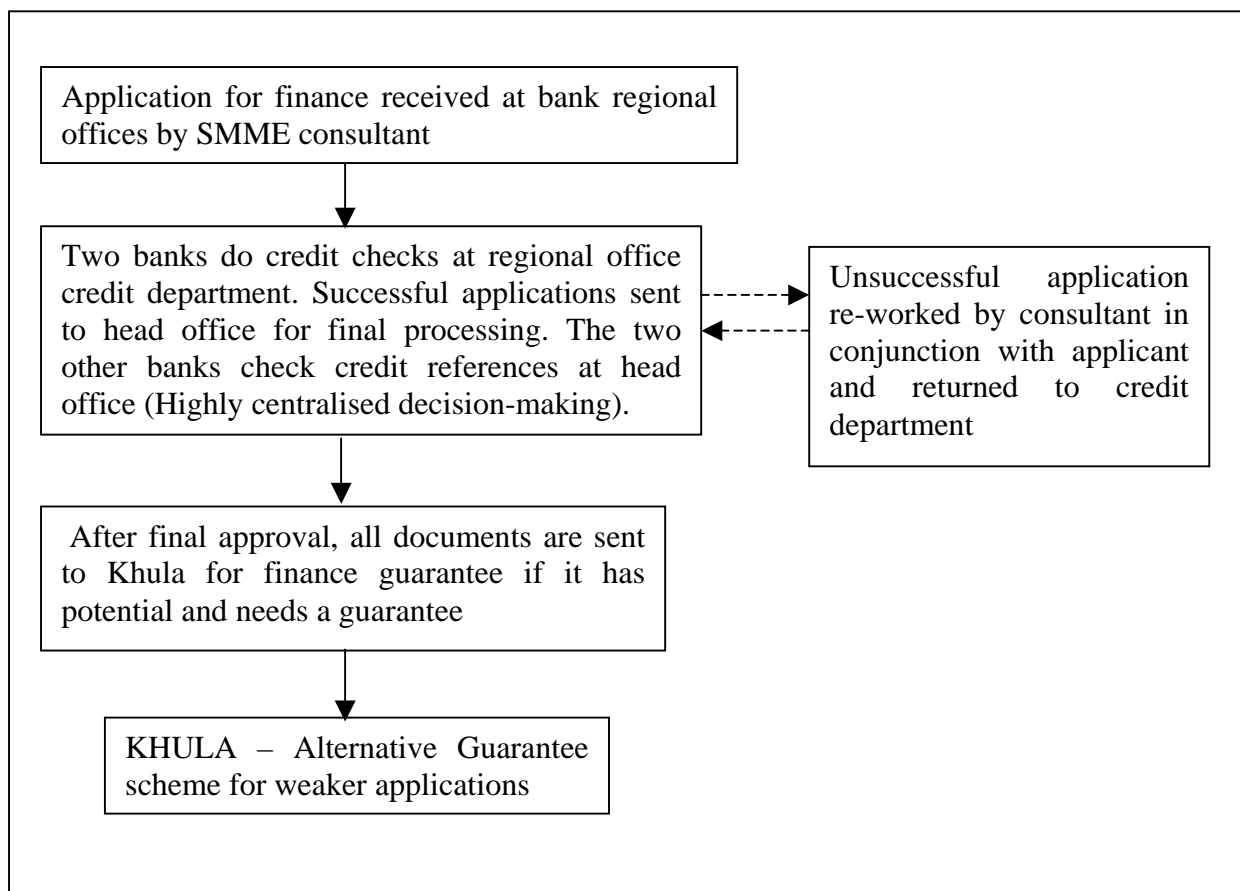 Application for finance received at bank regional
offices by SMME consultant
Two banks do credit checks at regional office
credit department. Successful applications sent
to head office for final processing. The two
other banks check credit references at head
office (Highly centralised decision-making).
Unsuccessful application
re-worked by consultant in
conjunction with applicant
and returned to credit
department
After final approval, all documents are sent
to Khula for finance guarantee if it has
potential and needs a guarantee
KHULA – Alternative Guarantee
scheme for weaker applications